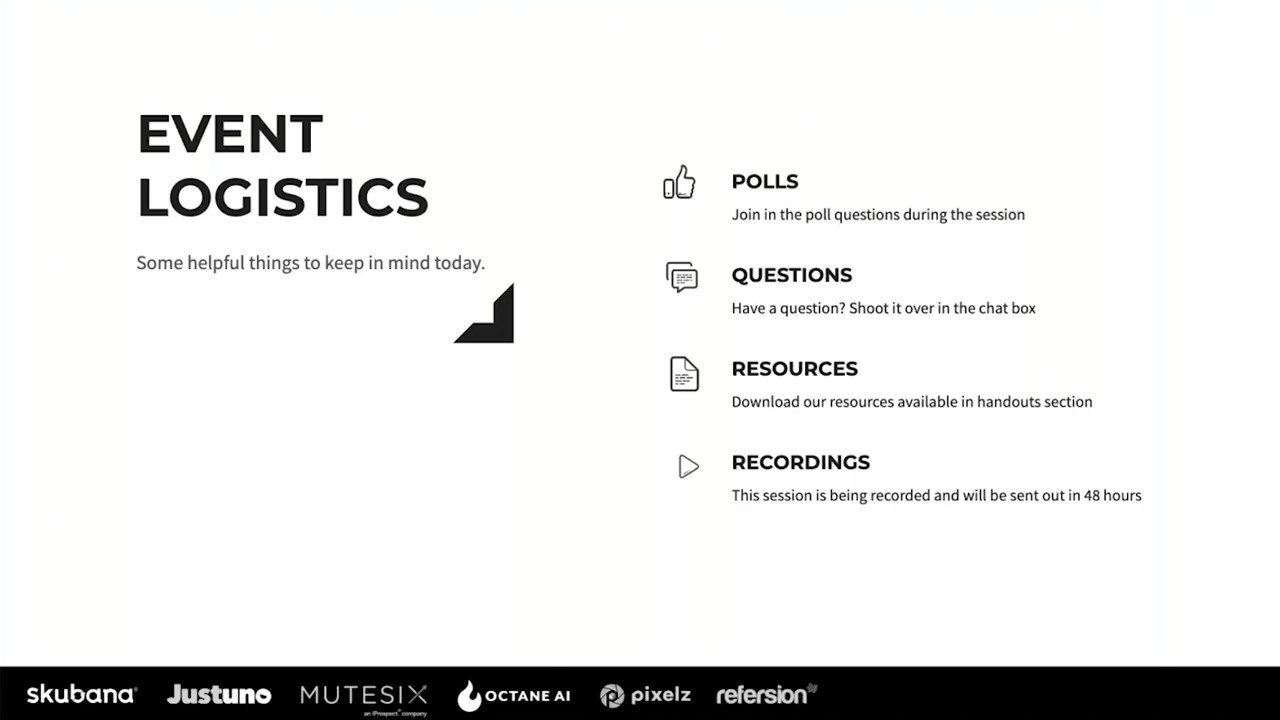 EVENT
LOGISTICS
Some helpful things to keep in mind today.
POLLS
Join in the poll questions during the session
QUESTIONS
Have a question? Shoot it over in the chat box
RESOURCES
Download our resources available in handouts section
RECORDINGS
This session is being recorded and will be sent out in 48 hours
skubana
Justuno
MUTESIX
an iProspect company
OCTANE AI
pixelz
refersion